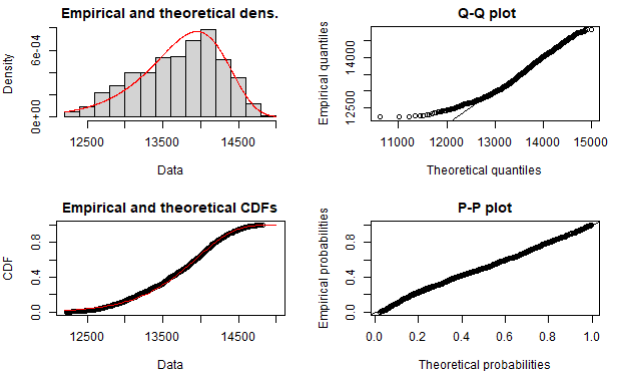 Empirical and theoretical dens.
Density
0e+00 6e-04
12500 13500 14500
Data
Q-Q plot
Empirical quantiles
12500 14000
11000 12000 13000 14000 15000
Theoretical quantiles
Empirical and theoretical CDFs
CDF
0.0 0.4 0.8
12500 13500 14500
Data
P-P plot
Empirical probabilities
0.0 0.4 0.8
0.0 0.2 0.4 0.6 0.8 1.0
Theoretical probabilities